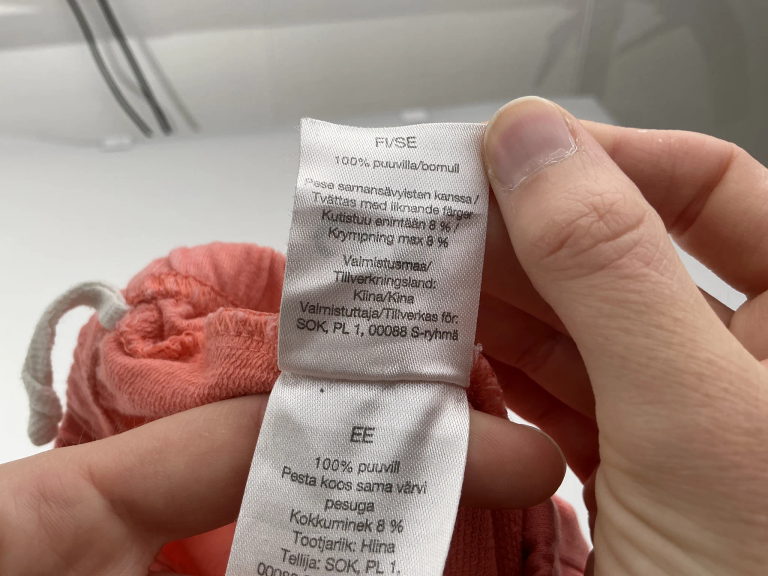 FI/SE
100% puuvilla/bomull
Pese samansävyisten kanssa/
Tvättas med liknande färger
Kutistuu enintään 8 % /
Krympning max 8 %
Valmistusmaa/
Tillverkningsland:
Kiina/Kina
Valmistuttaja/Tillverkas för:
SOK, PL 1, 00088 S-ryhmä
EE
100% puuvill
Pesta koos sama värvi
pesuga
Kokkuminek 8 %
Tootjariik: Hiina
Tellija: SOK, PL 1,